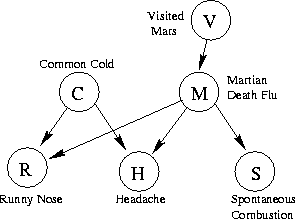 Visited
Mars
V
Common Cold
C
M
Martian
Death Flu
R
H
S
Runny Nose
Headache
Spontaneous
Combustion